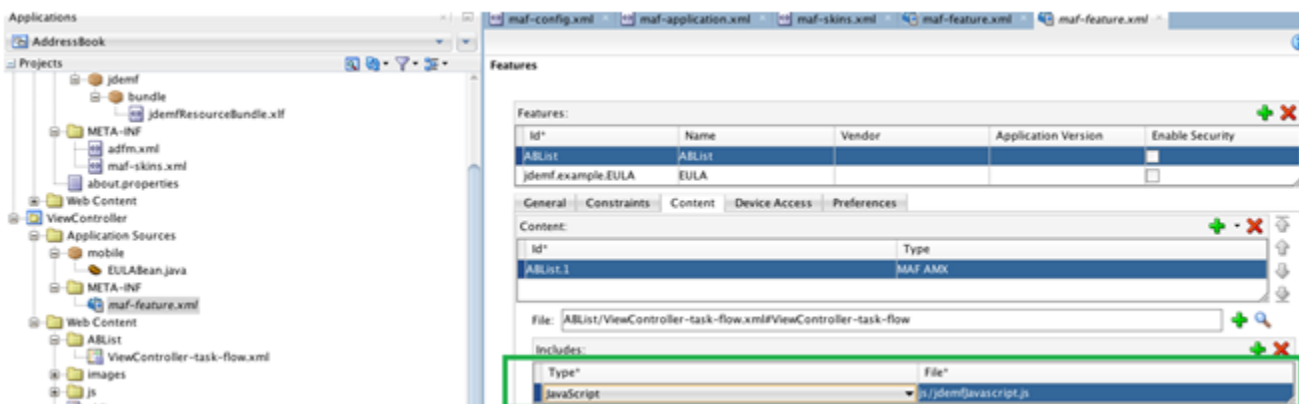 Applications
AddressBook
Projects
jdemf
bundle
jdemfResourceBundle.xlf
META-INF
adfm.xml
maf-skins.xml
about.properties
Web Content
ViewController
Application Sources
mobile
EULABean.java
META-INF
maf-feature.xml
Web Content
ABList
ViewController-task-flow.xml
images
js
maf-config.xml maf-application.xml maf-skins.xml maf-feature.xml maf-feature.xml
Features
Features:
Id* Name Vendor Application Version Enable Security
ABList ABList
jdemf.example.EULA EULA
General Constraints Content Device Access Preferences
Content:
Id* Type
ABList.1 MAF AMX
File: ABList/ViewController-task-flow.xml#ViewController-task-flow
Includes:
Type* File*
JavaScript js/jdemfJavascript.js